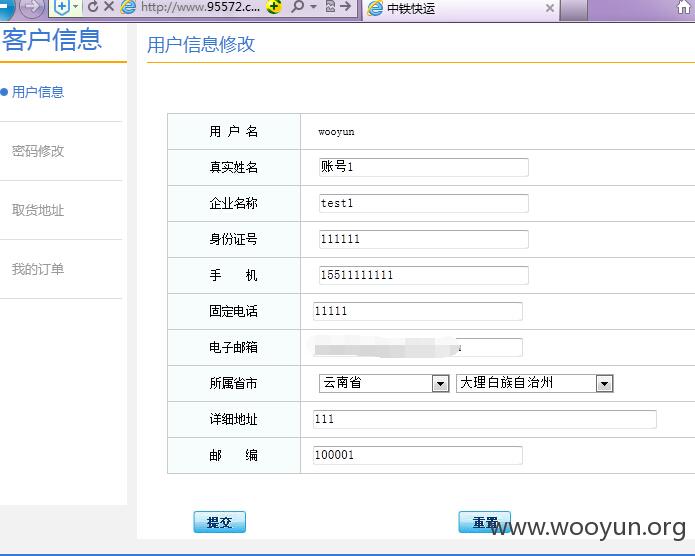 http://www.95572.c...
中铁快运
客户信息
用户信息
密码修改
取货地址
我的订单
用户信息修改
用 户 名 wooyun
真实姓名 账号1
企业名称 test1
身份证号 111111
手 机 15511111111
固定电话 11111
电子邮箱
所属省市 云南省 大理白族自治州
详细地址 111
邮 编 100001
提交 重置
www.wooyun.org